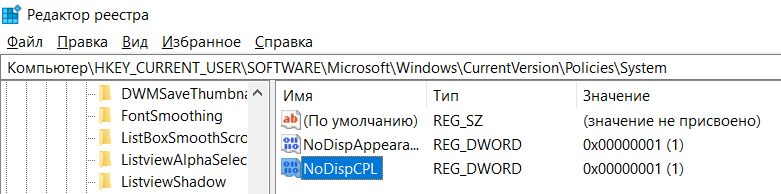 Редактор реестра
Файл Правка Вид Избранное Справка
Компьютер\HKEY_CURRENT_USER\SOFTWARE\Microsoft\Windows\CurrentVersion\Policies\System
DWMSaveThumbna
FontSmoothing
ListBoxSmoothScro
ListviewAlphaSelec
ListviewShadow
Имя Тип Значение
(По умолчанию) REG_SZ (значение не присвоено)
NoDispAppeara... REG_DWORD 0x00000001 (1)
NoDispCPL REG_DWORD 0x00000001 (1)